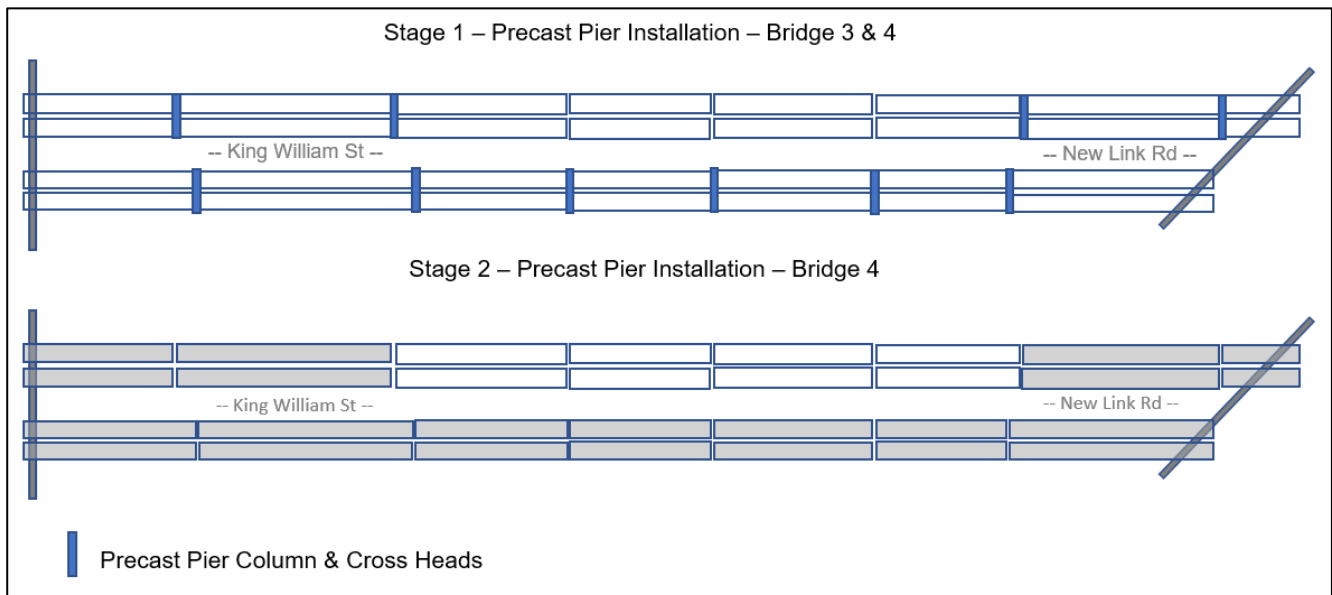 Stage 1 – Precast Pier Installation – Bridge 3 & 4
-- King William St --
-- New Link Rd --
Stage 2 – Precast Pier Installation – Bridge 4
-- King William St --
-- New Link Rd --
Precast Pier Column & Cross Heads